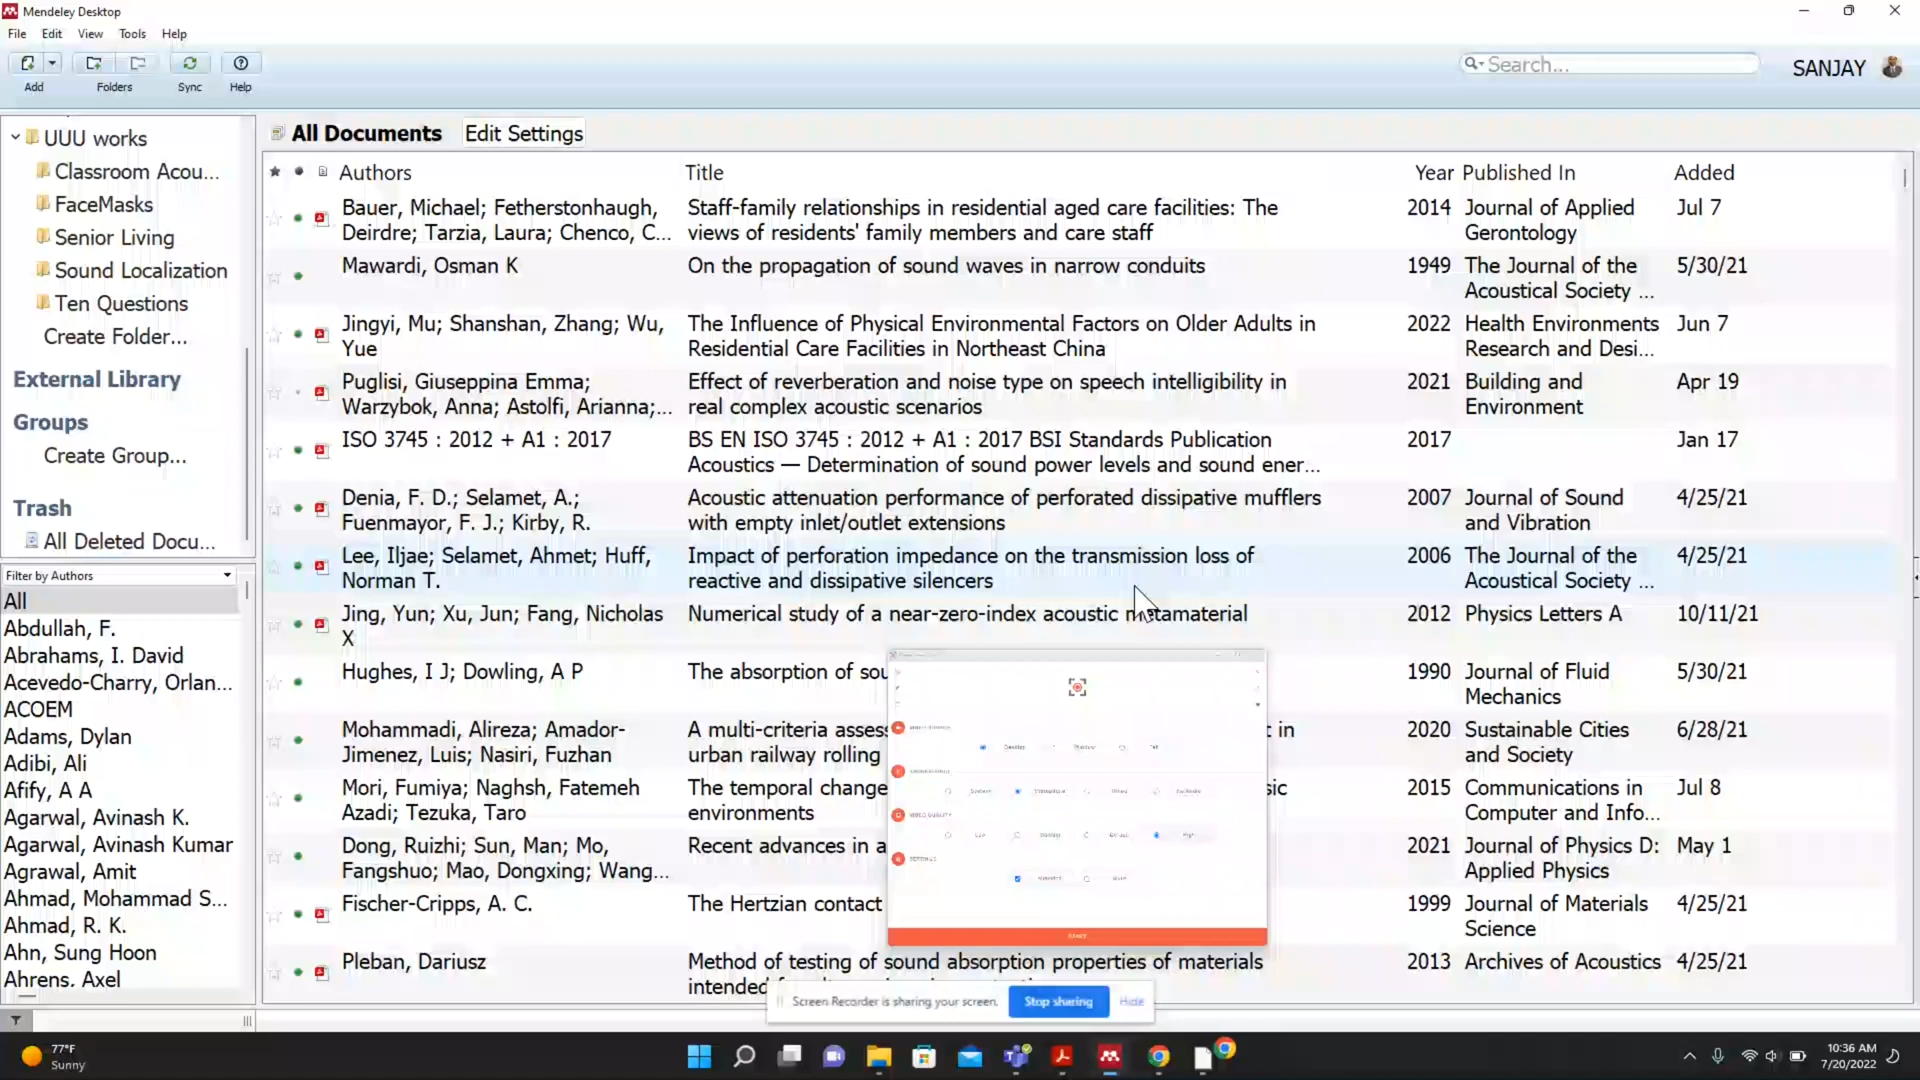 Mendeley Desktop
File Edit View Tools Help
Add Folders Sync Help
Search...
SANJAY
UUU works
Classroom Acou...
FaceMasks
Senior Living
Sound Localization
Ten Questions
Create Folder...
External Library
Groups
Create Group...
Trash
All Deleted Docu...
Filter by Authors
All
Abdullah, F.
Abrahams, I. David
Acevedo-Charry, Orlan...
ACOEM
Adams, Dylan
Adibi, Ali
Afify, A A
Agarwal, Avinash K.
Agarwal, Avinash Kumar
Agrawal, Amit
Ahmad, Mohammad S...
Ahmad, R. K.
Ahn, Sung Hoon
Ahrens, Axel
All Documents Edit Settings
Authors Title Year Published In Added
Bauer, Michael; Fetherstonhaugh, Staff-family relationships in residential aged care facilities: The 2014 Journal of Applied Jul 7
Deirdre; Tarzia, Laura; Chenco, C... views of residents' family members and care staff Gerontology
Mawardi, Osman K On the propagation of sound waves in narrow conduits 1949 The Journal of the 5/30/21
Acoustical Society ...
Jingyi, Mu; Shanshan, Zhang; Wu, The Influence of Physical Environmental Factors on Older Adults in 2022 Health Environments Jun 7
Yue Residential Care Facilities in Northeast China Research and Desi...
Puglisi, Giuseppina Emma; Effect of reverberation and noise type on speech intelligibility in 2021 Building and Apr 19
Warzybok, Anna; Astolfi, Arianna;... real complex acoustic scenarios Environment
ISO 3745 : 2012 + A1 : 2017 BS EN ISO 3745 : 2012 + A1 : 2017 BSI Standards Publication 2017 Jan 17
Acoustics — Determination of sound power levels and sound ener...
Denia, F. D.; Selamet, A.; Acoustic attenuation performance of perforated dissipative mufflers 2007 Journal of Sound 4/25/21
Fuenmayor, F. J.; Kirby, R. with empty inlet/outlet extensions and Vibration
Lee, Iljae; Selamet, Ahmet; Huff, Impact of perforation impedance on the transmission loss of 2006 The Journal of the 4/25/21
Norman T. reactive and dissipative silencers Acoustical Society ...
Jing, Yun; Xu, Jun; Fang, Nicholas Numerical study of a near-zero-index acoustic metamaterial 2012 Physics Letters A 10/11/21
X
Hughes, I J; Dowling, A P The absorption of sou 1990 Journal of Fluid 5/30/21
Mechanics
Mohammadi, Alireza; Amador- A multi-criteria assess t in 2020 Sustainable Cities 6/28/21
Jimenez, Luis; Nasiri, Fuzhan urban railway rolling and Society
Mori, Fumiya; Naghsh, Fatemeh The temporal change sic 2015 Communications in Jul 8
Azadi; Tezuka, Taro environments Computer and Info...
Dong, Ruizhi; Sun, Man; Mo, Recent advances in a 2021 Journal of Physics D: May 1
Fangshuo; Mao, Dongxing; Wang... Applied Physics
Fischer-Cripps, A. C. The Hertzian contact 1999 Journal of Materials 4/25/21
Science
Pleban, Dariusz Method of testing of sound absorption properties of materials 2013 Archives of Acoustics 4/25/21
intended
VIDEO QUALITY
SETTINGS
START
Screen Recorder is sharing your screen. Stop sharing Hide
77°F
Sunny
10:36 AM
7/20/2022